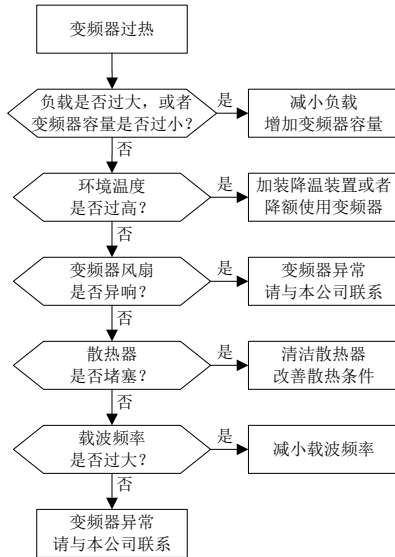 变频器过热
负载是否过大，或者
变频器容量是否过小？
是
减小负载
增加变频器容量
否
环境温度
是否过高？
是
加装降温装置或者
降额使用变频器
否
变频器风扇
是否异响？
是
变频器异常
请与本公司联系
否
散热器
是否堵塞？
是
清洁散热器
改善散热条件
否
载波频率
是否过大？
是
减小载波频率
否
变频器异常
请与本公司联系